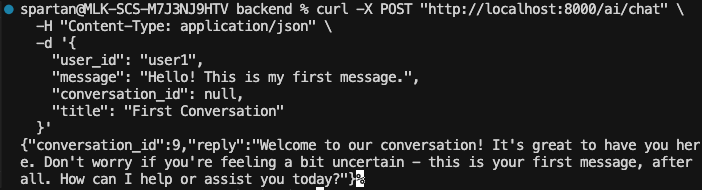 spartan@MLK-SCS-M7J3NJ9HTV backend % curl -X POST "http://localhost:8000/ai/chat" \
-H "Content-Type: application/json" \
-d '{
"user_id": "user1",
"message": "Hello! This is my first message.",
"conversation_id": null,
"title": "First Conversation"
}'
{"conversation_id":9,"reply":"Welcome to our conversation! It's great to have you her
e. Don't worry if you're feeling a bit uncertain – this is your first message, after
all. How can I help or assist you today?"}%